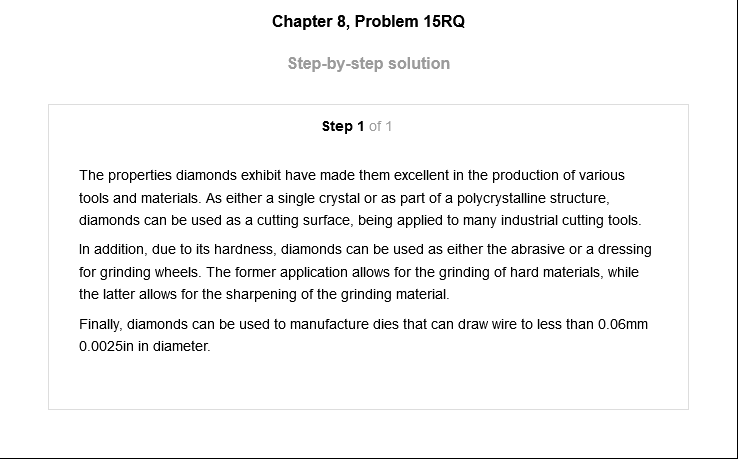 Chapter 8, Problem 15RQ
Step-by-step solution
Step 1 of 1
The properties diamonds exhibit have made them excellent in the production of various
tools and materials. As either a single crystal or as part of a polycrystalline structure,
diamonds can be used as a cutting surface, being applied to many industrial cutting tools.
In addition, due to its hardness, diamonds can be used as either the abrasive or a dressing
for grinding wheels. The former application allows for the grinding of hard materials, while
the latter allows for the sharpening of the grinding material.
Finally, diamonds can be used to manufacture dies that can draw wire to less than 0.06mm
0.0025in in diameter.